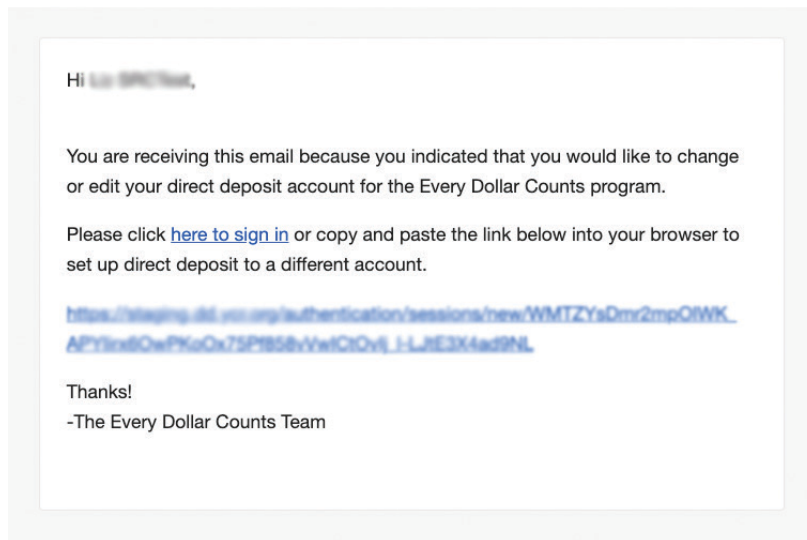 Hi
You are receiving this email because you indicated that you would like to change
or edit your direct deposit account for the Every Dollar Counts program.
Please click here to sign in or copy and paste the link below into your browser to
set up direct deposit to a different account.
Thanks!
-The Every Dollar Counts Team